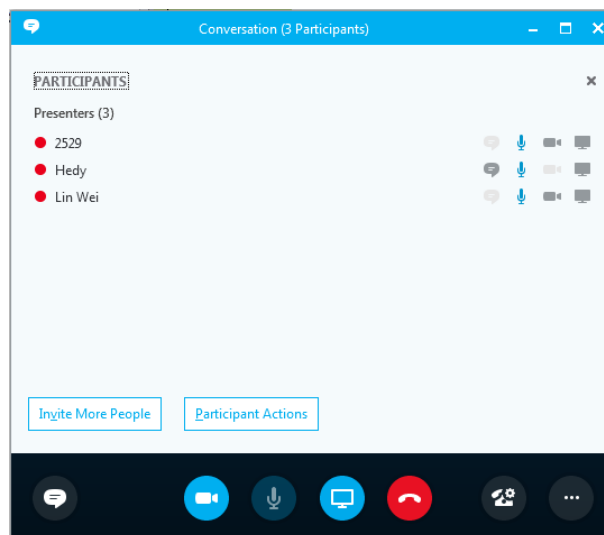 Conversation (3 Participants)
PARTICIPANTS
Presenters (3)
2529
Hedy
Lin Wei
Invite More People
Participant Actions